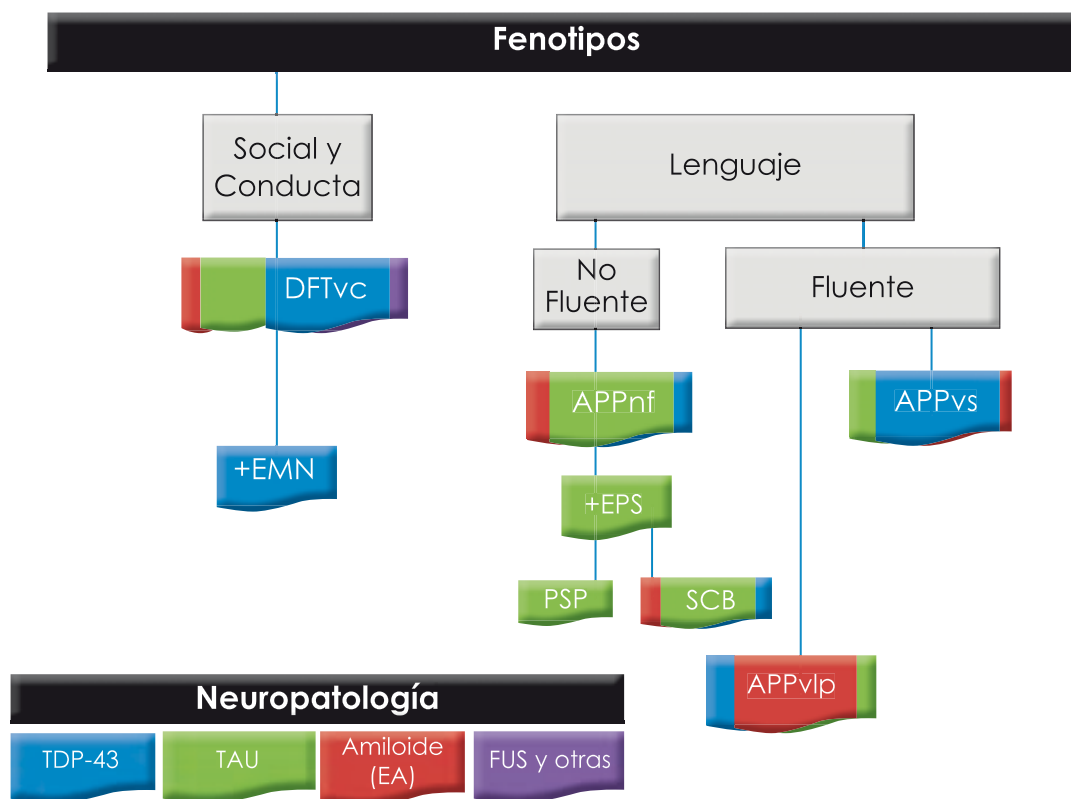 Fenotipos
Social y
Conducta
Lenguaje
No
Fluente
Fluente
DFTvc
APPnf
APPvs
+EMN
+EPS
PSP
SCB
APPvlp
Neuropatología
TDP-43
TAU
Amiloide
(EA)
FUS y otras